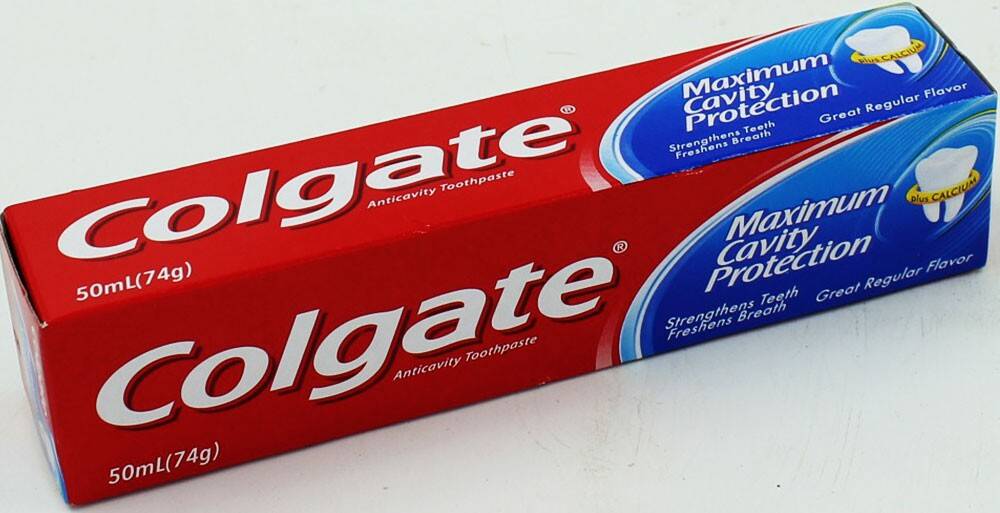 Colgate®
Anticavity Toothpaste
50mL(74g)
Maximum
Cavity
Protection
Strengthens Teeth
Freshens Breath
Great Regular Flavor
plus CALCIUM
Colgate®
Anticavity Toothpaste
50mL(74g)
Maximum
Cavity
Protection
Strengthens Teeth
Freshens Breath
Great Regular Flavor
plus CALCIUM